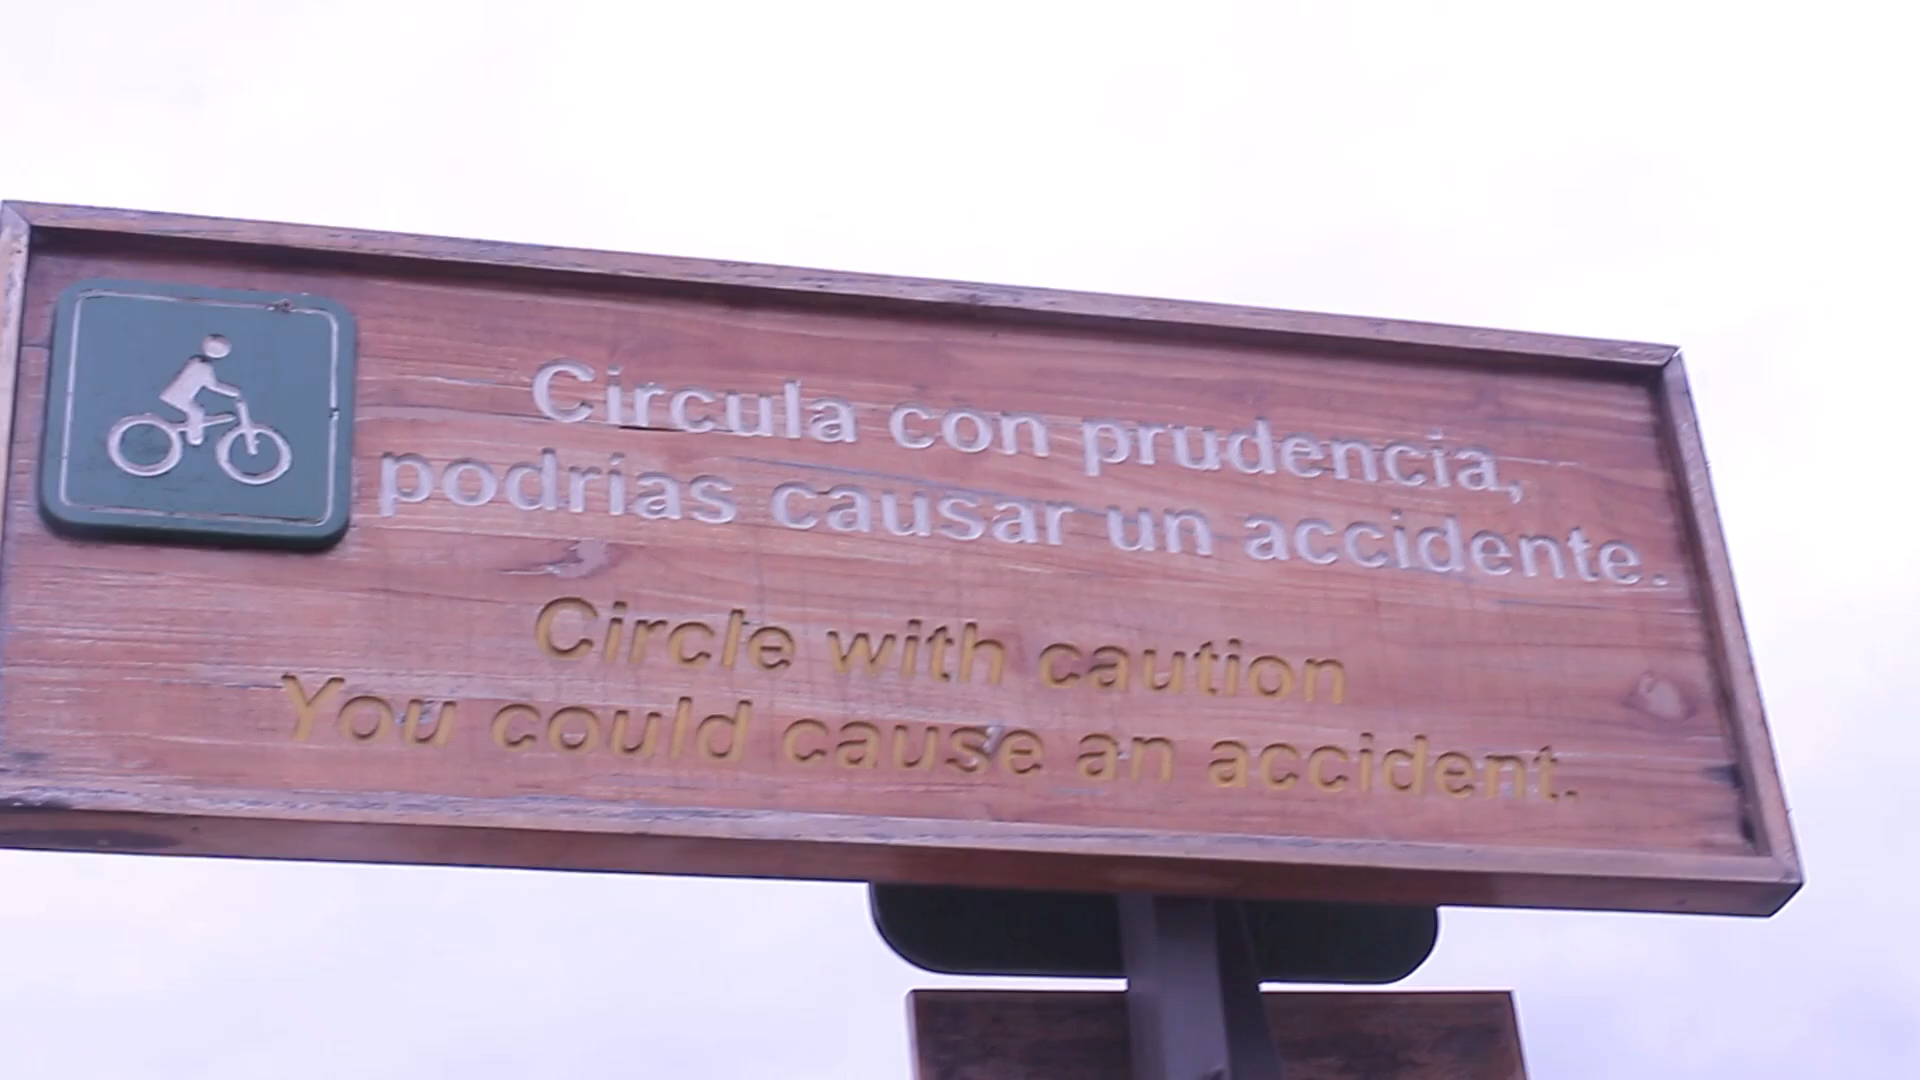 Circula con prudencia,
podrias causar un accidente.
Circle with caution
You could cause an accident.